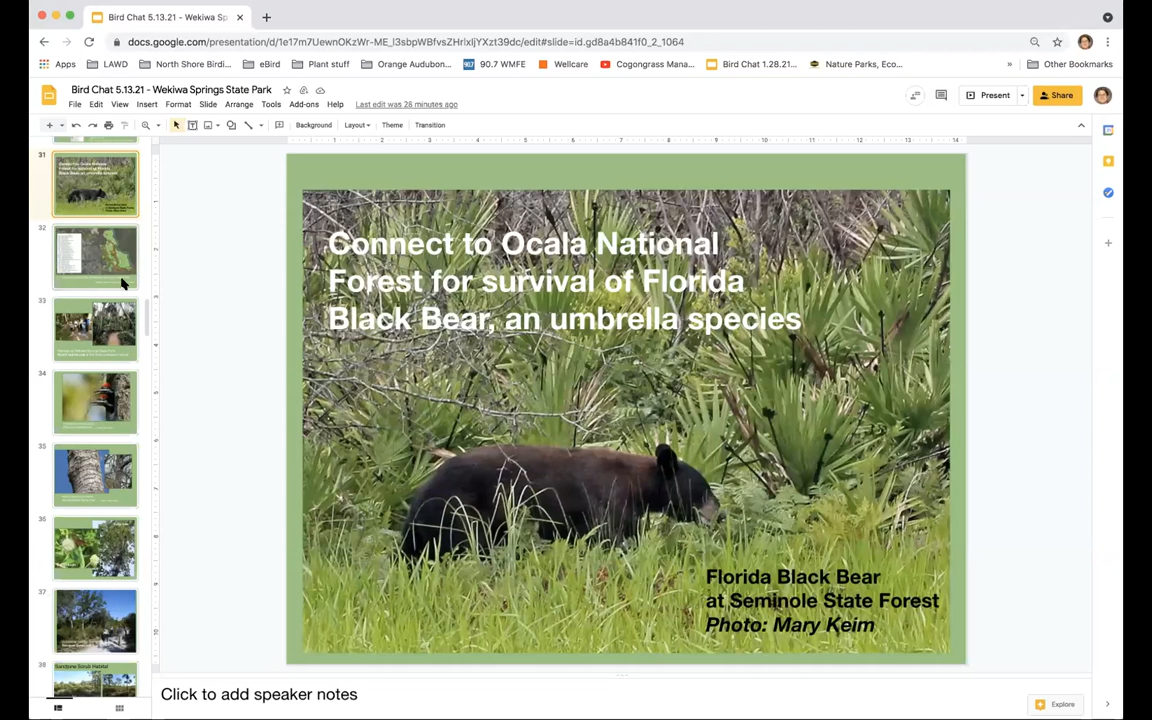 Bird Chat 5.13.21 - Wekiwa Sp
docs.google.com/presentation/d/1e17m7UewnOKzWr-ME_l3sbpWBfvsZHrixIjYXzt39dc/edit#slide=id.gd8a4b841f0_2_1064
Apps LAWD North Shore Birdi... eBird Plant stuff Orange Audubon... 90.7 WMFE Wellcare Cogongrass Mana... Bird Chat 1.28.21... Nature Parks, Eco... » Other Bookmarks
Bird Chat 5.13.21 - Wekiwa Springs State Park
File Edit View Insert Format Slide Arrange Tools Add-ons Help Last edit was 28 minutes ago
Present Share
Background Layout Theme Transition
Connect to Ocala National
Forest for survival of Florida
Black Bear, an umbrella species
Florida Black Bear
at Seminole State Forest
Photo: Mary Keim
31
32
33
34
35
36
37
38
Sandpine Scrub Habitat
Click to add speaker notes
Explore